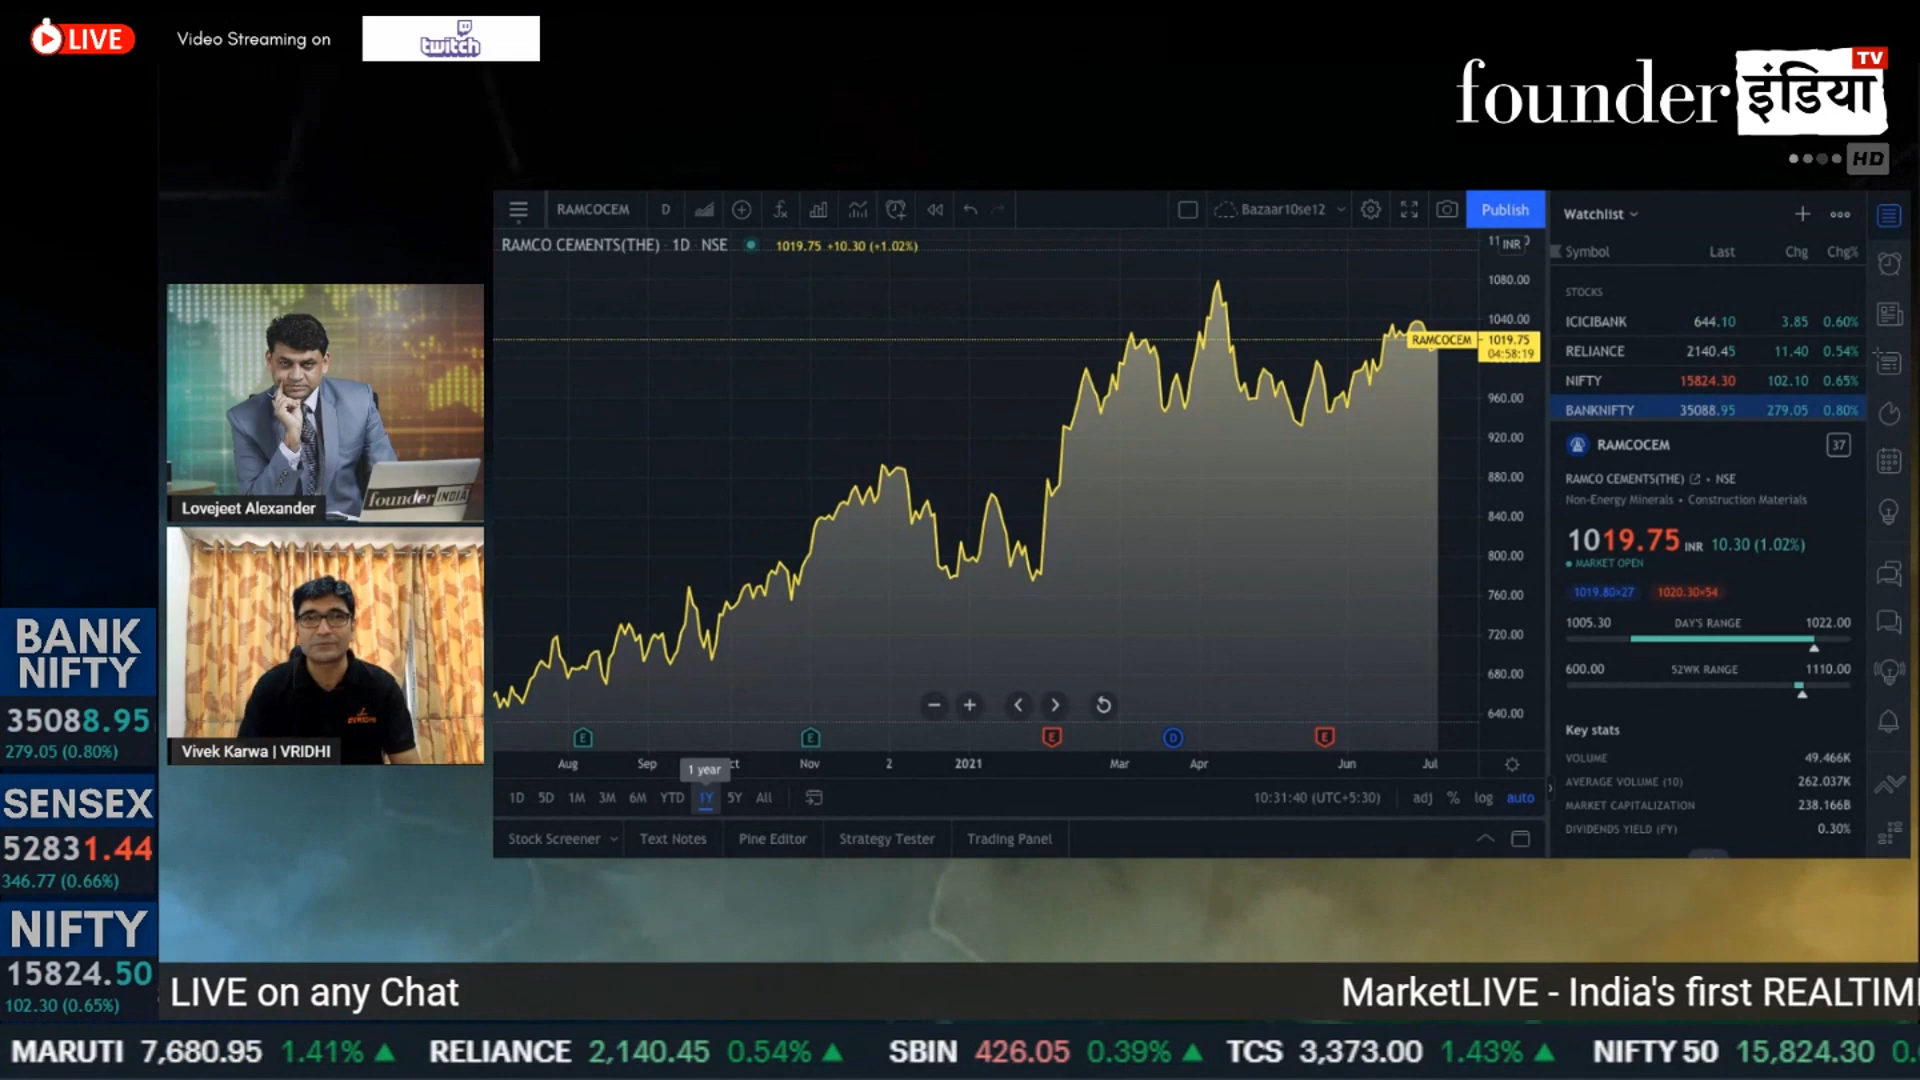 LIVE
Video Streaming on
twitch
founder इंडिया TV
HD
RAMCOCEM D
Bazaar10se12
Publish
RAMCO CEMENTS(THE) 1D NSE
1019.75 +10.30 (+1.02%)
INR
1080.00
1040.00
RAMCOCEM 1019.75
04:58:19
960.00
920.00
880.00
840.00
800.00
760.00
720.00
680.00
640.00
E E E D E
Aug Sep Nov 2 2021 Mar Apr Jun Jul
1 year
1D 5D 1M 3M 6M YTD 1Y 5Y All
10:31:40 (UTC+5:30) adj % log auto
Stock Screener Text Notes Pine Editor Strategy Tester Trading Panel
Watchlist
Symbol Last Chg Chg%
STOCKS
ICICIBANK 644.10 3.85 0.60%
RELIANCE 2140.45 11.40 0.54%
NIFTY 15824.30 102.10 0.65%
BANKNIFTY 35088.95 279.05 0.80%
RAMCOCEM 37
RAMCO CEMENTS(THE) • NSE
Non-Energy Minerals • Construction Materials
1019.75 INR 10.30 (1.02%)
MARKET OPEN
1019.80×27 1020.30×54
1005.30 DAY'S RANGE 1022.00
600.00 52WK RANGE 1110.00
Key stats
VOLUME 49.466K
AVERAGE VOLUME (10) 262.037K
MARKET CAPITALIZATION 238.166B
DIVIDENDS YIELD (FY) 0.30%
founder INDIA
Lovejeet Alexander
VRIDHI
Vivek Karwa | VRIDHI
BANK
NIFTY
35088.95
279.05 (0.80%)
SENSEX
52831.44
346.77 (0.66%)
NIFTY
15824.50
102.30 (0.65%)
LIVE on any Chat MarketLIVE - India's first
MARUTI 7,680.95 1.41% ▲ RELIANCE 2,140.45 0.54% ▲ SBIN 426.05 0.39% ▲ TCS 3,373.00 1.43% ▲ NIFTY 50 15,824.30